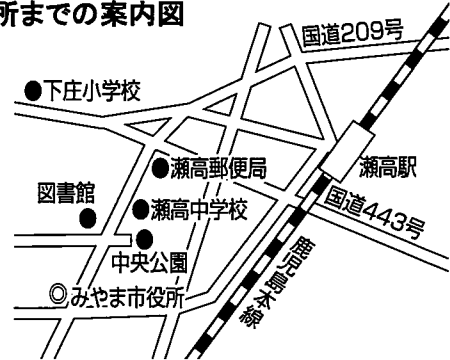 所までの案内図
国道209号
下庄小学校
瀬高郵便局
瀬高駅
図書館
瀬高中学校
国道443号
中央公園
みやま市役所
鹿児島本線